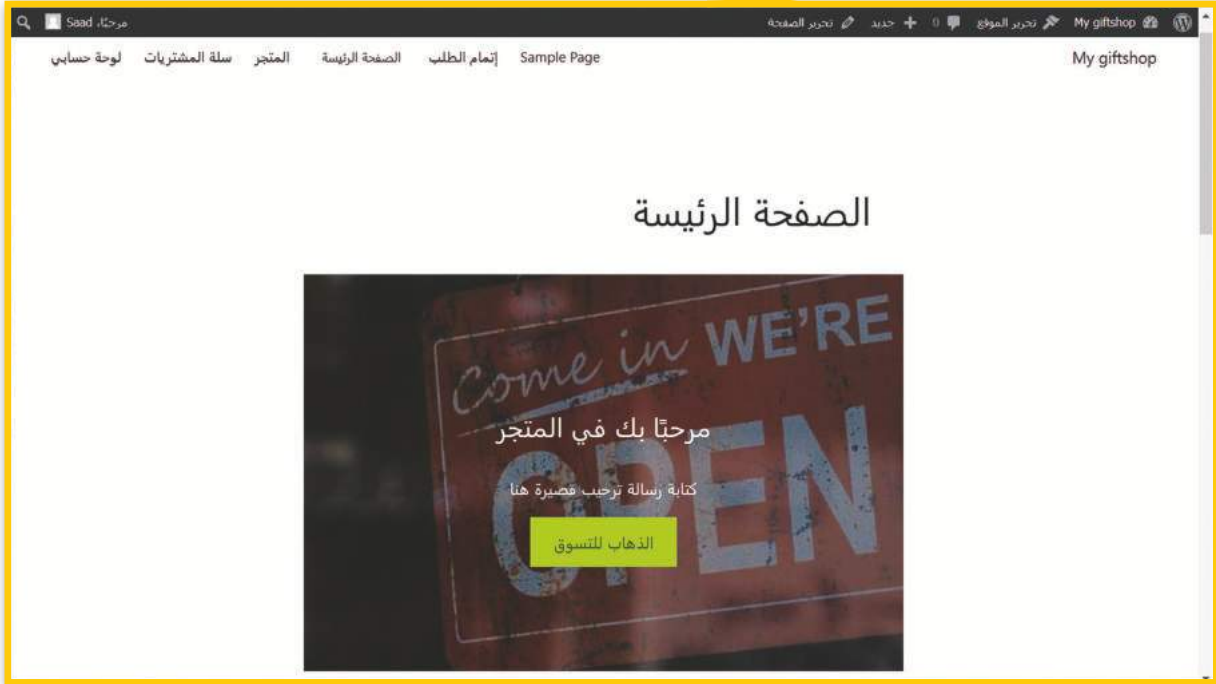 My giftshop تحرير الموقع 0 جديد تحرير الصفحة مرحبًا، Saad
My giftshop Sample Page إتمام الطلب الصفحة الرئيسة المتجر سلة المشتريات لوحة حسابي
الصفحة الرئيسة
Come in WE'RE
OPEN
مرحبًا بك في المتجر
كتابة رسالة ترحيب قصيرة هنا
الذهاب للتسوق